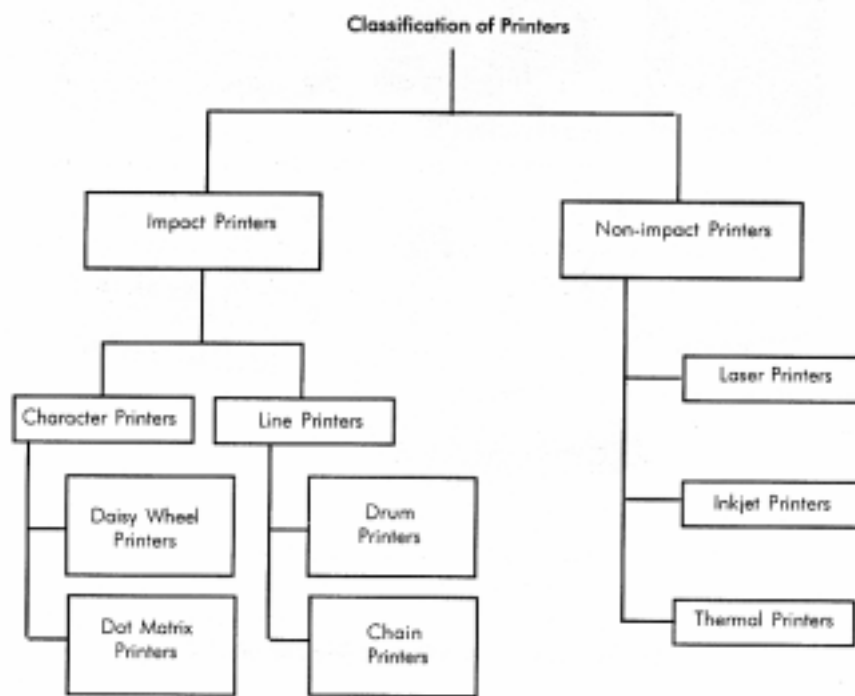 Classification of Printers
Impact Printers
Non-impact Printers
Character Printers
Line Printers
Laser Printers
Daisy Wheel
Printers
Drum
Printers
Inkjet Printers
Dot Matrix
Printers
Chain
Printers
Thermal Printers